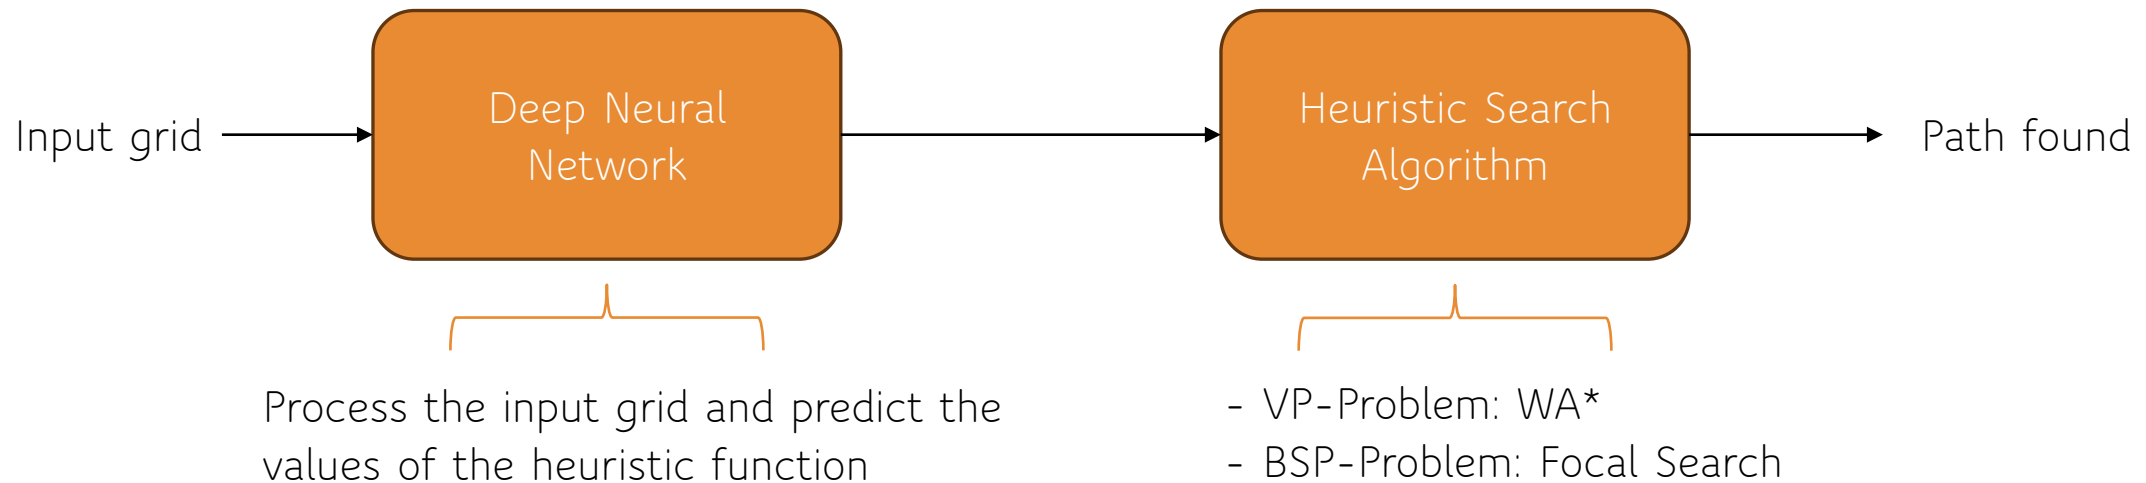 Input grid
Deep Neural
Network
Heuristic Search
Algorithm
Path found
Process the input grid and predict the
values of the heuristic function
- VP-Problem: WA*
- BSP-Problem: Focal Search